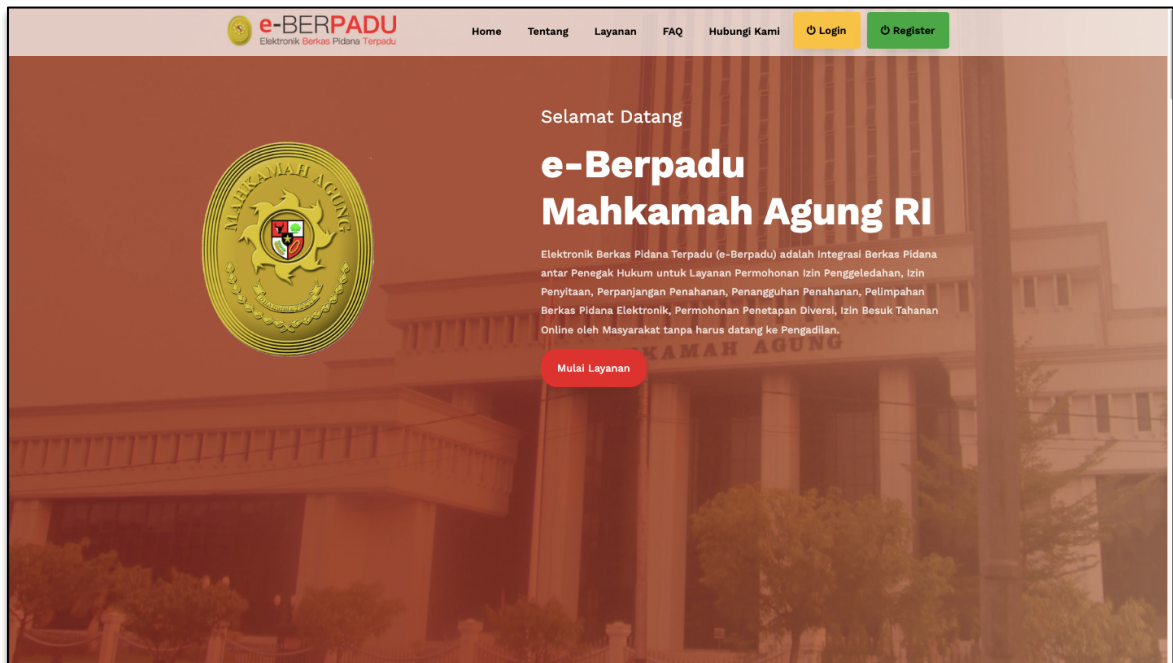 e-BERPADU
Elektronik Berkas Pidana Terpadu
Home Tentang Layanan FAQ Hubungi Kami Login Register
Selamat Datang
e-Berpadu
Mahkamah Agung RI
MAHKAMAH AGUNG
Elektronik Berkas Pidana Terpadu (e-Berpadu) adalah Integrasi Berkas Pidana
antar Penegak Hukum untuk Layanan Permohonan Izin Penggeledahan, Izin
Penyitaan, Perpanjangan Penahanan, Penangguhan Penahanan, Pelimpahan
Berkas Pidana Elektronik, Permohonan Penetapan Diversi, Izin Besuk Tahanan
Online oleh Masyarakat tanpa harus datang ke Pengadilan.
KAMAH AGUNG
Mulai Layanan